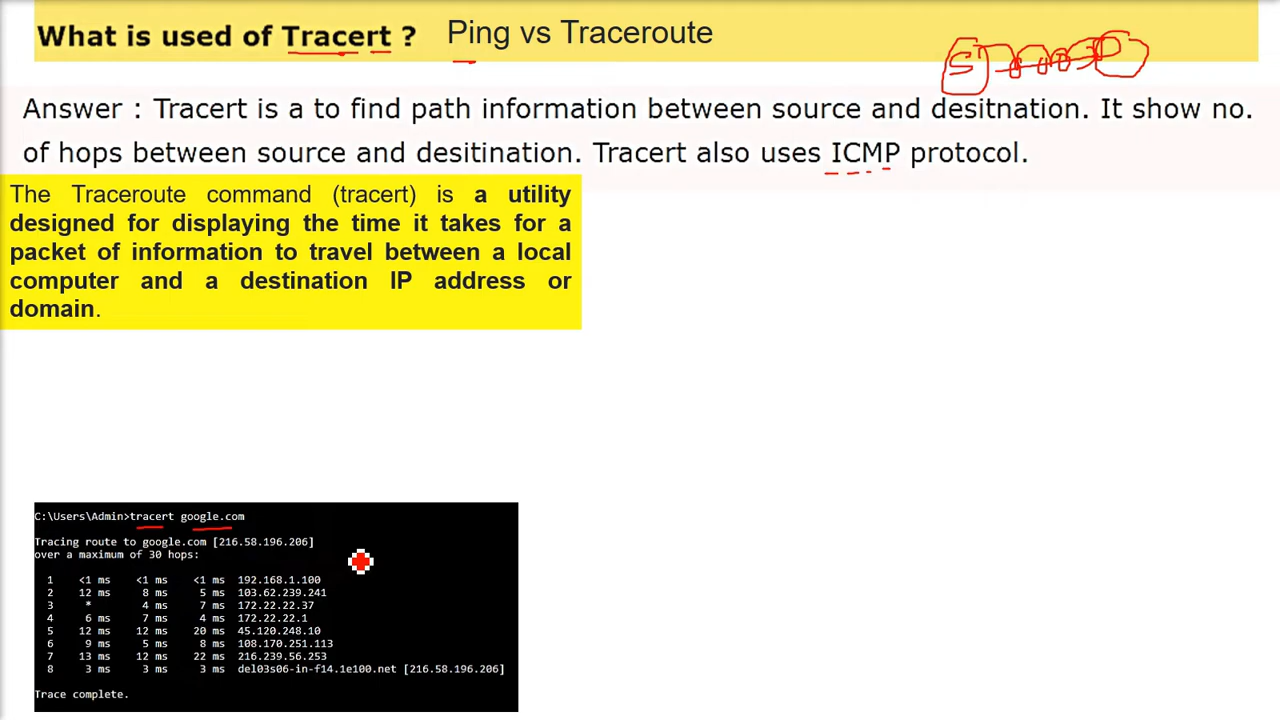 What is used of Tracert ? Ping vs Traceroute
S D
Answer : Tracert is a to find path information between source and desitnation. It show no.
of hops between source and desitination. Tracert also uses ICMP protocol.
The Traceroute command (tracert) is a utility
designed for displaying the time it takes for a
packet of information to travel between a local
computer and a destination IP address or
domain.
C:\Users\Admin>tracert google.com
Tracing route to google.com [216.58.196.206]
over a maximum of 30 hops:
1 <1 ms <1 ms <1 ms 192.168.1.100
2 12 ms 8 ms 5 ms 103.62.239.241
3 * 4 ms 7 ms 172.22.22.37
4 6 ms 7 ms 4 ms 172.22.22.1
5 12 ms 12 ms 20 ms 45.120.248.10
6 9 ms 5 ms 8 ms 108.170.251.113
7 13 ms 12 ms 22 ms 216.239.56.253
8 3 ms 3 ms 3 ms del03s06-in-f14.1e100.net [216.58.196.206]
Trace complete.